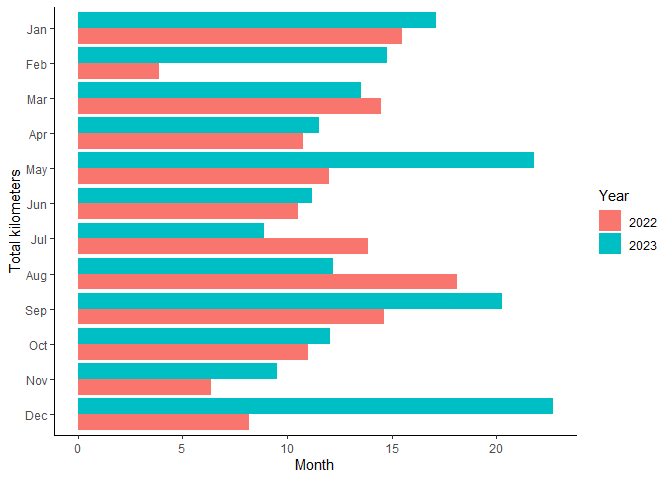 Total kilometers
Jan
Feb
Mar
Apr
May
Jun
Jul
Aug
Sep
Oct
Nov
Dec
0 5 10 15 20
Month
Year
2022
2023